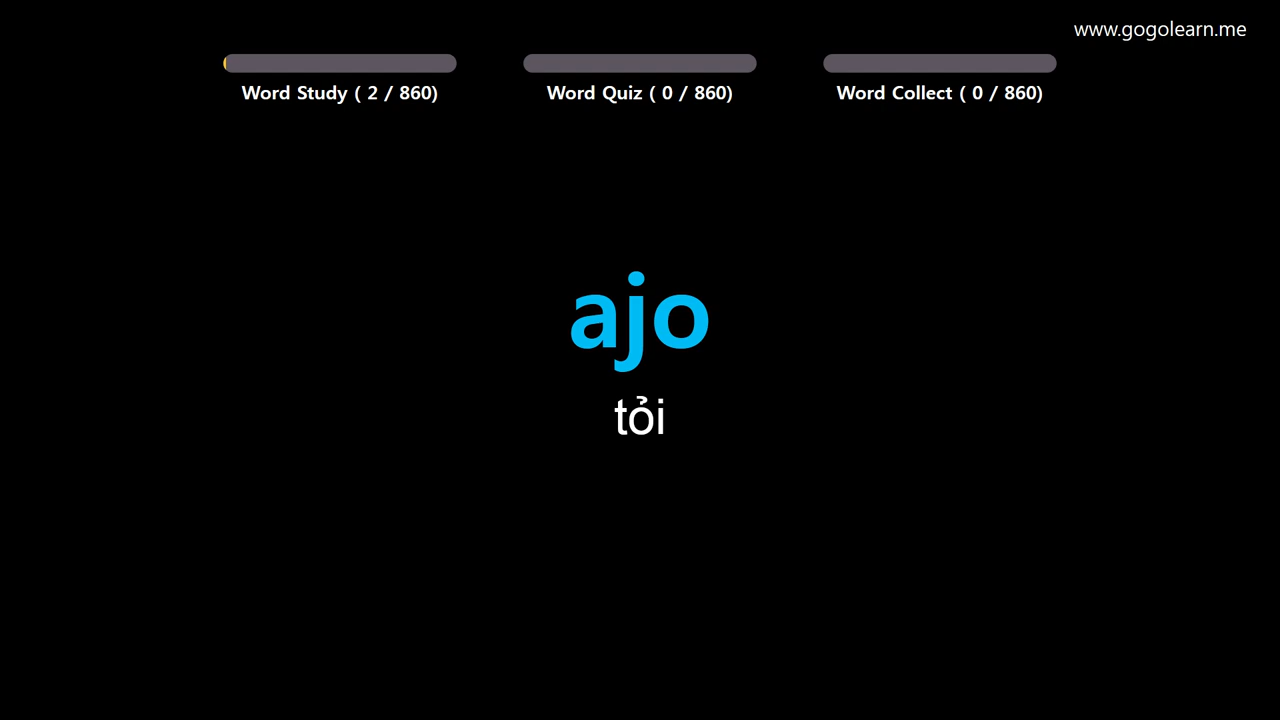 www.gogolearn.me
Word Study ( 2 / 860)
Word Quiz ( 0 / 860)
Word Collect ( 0 / 860)
ajo
tỏi